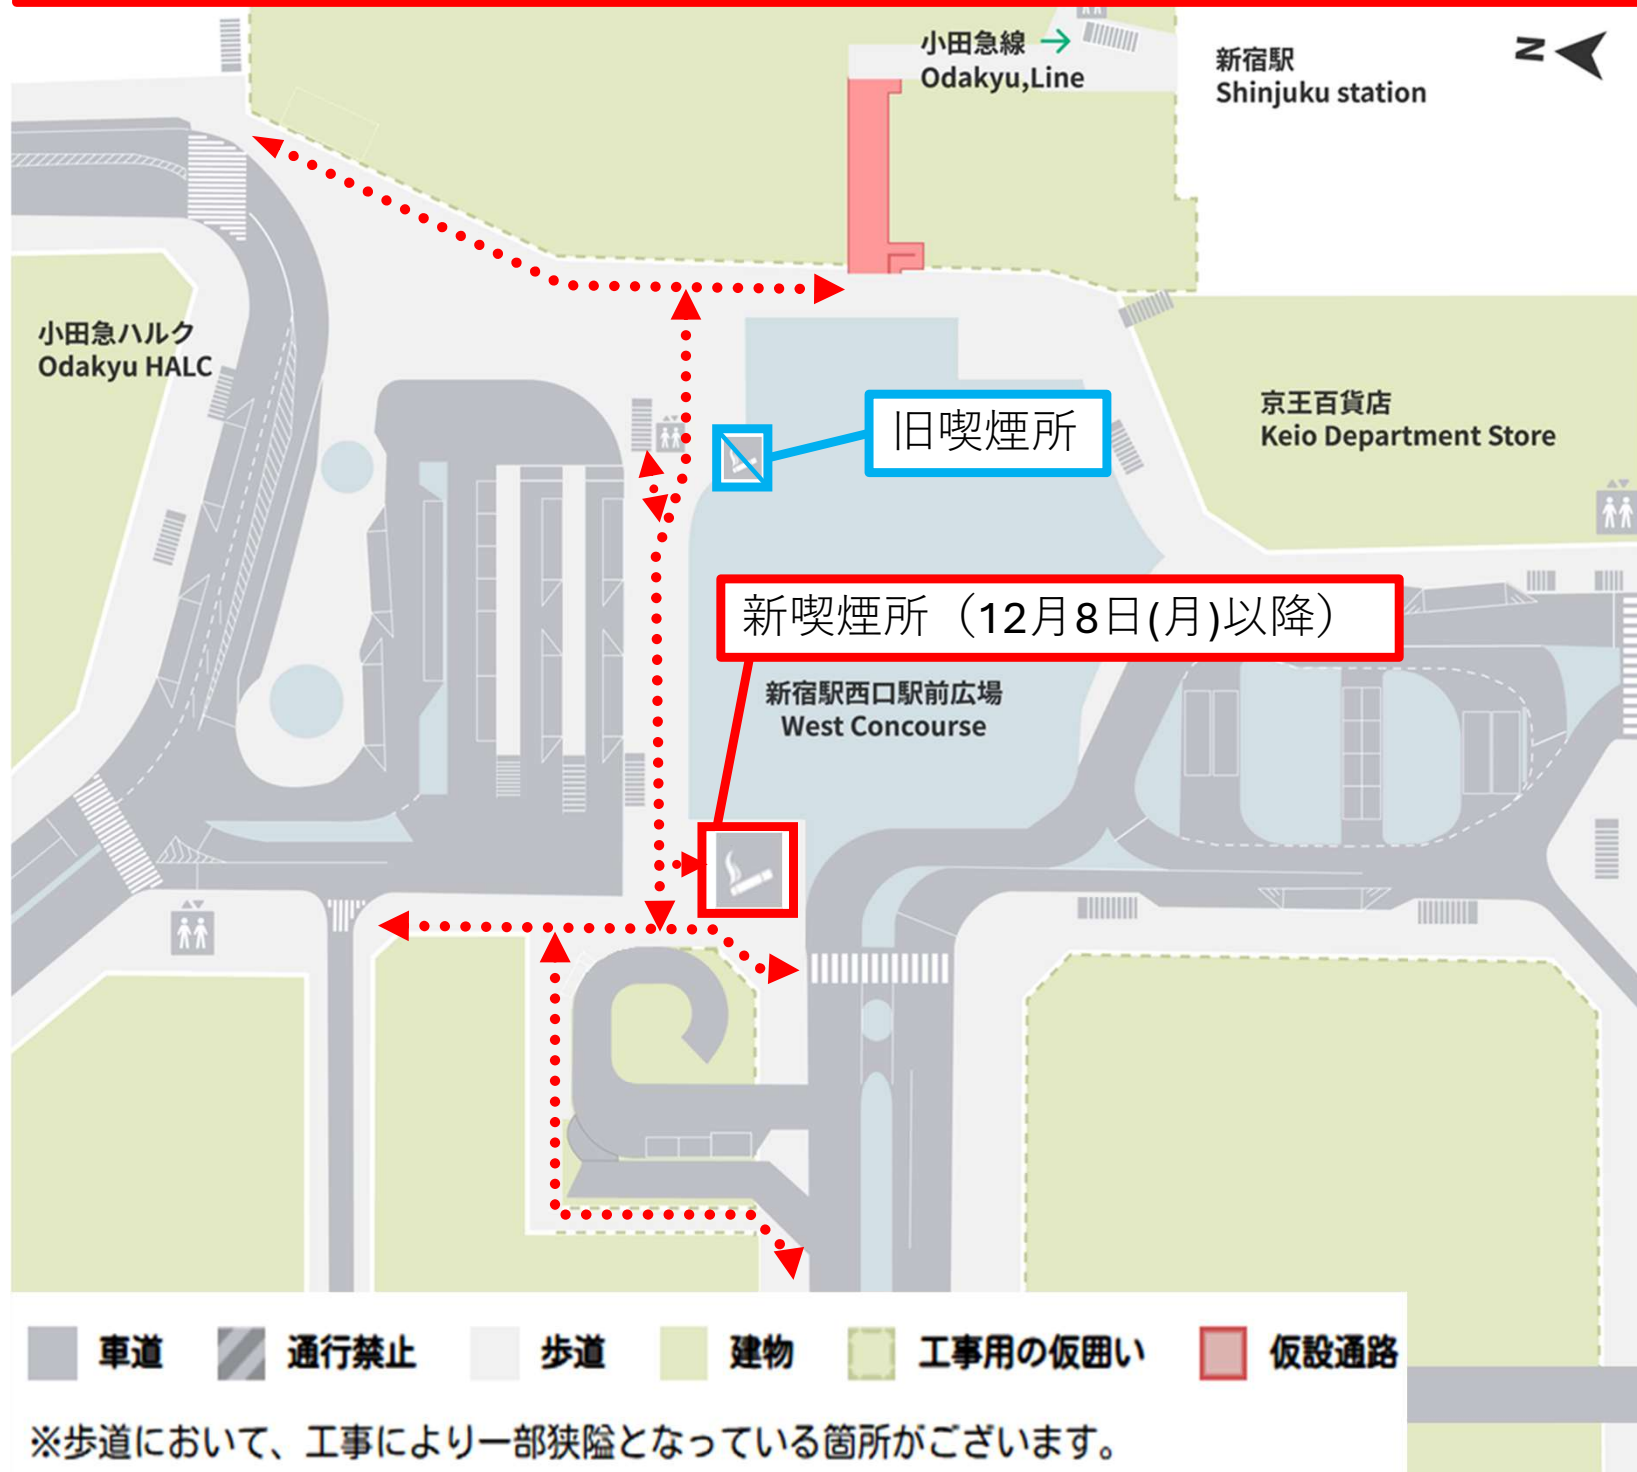 小田急線 →
Odakyu,Line
新宿駅
Shinjuku station
N
小田急ハルク
Odakyu HALC
旧喫煙所
京王百貨店
Keio Department Store
新喫煙所（12月8日(月)以降）
新宿駅西口駅前広場
West Concourse
車道 通行禁止 歩道 建物 工事用の仮囲い 仮設通路
※歩道において、工事により一部狭隘となっている箇所がございます。